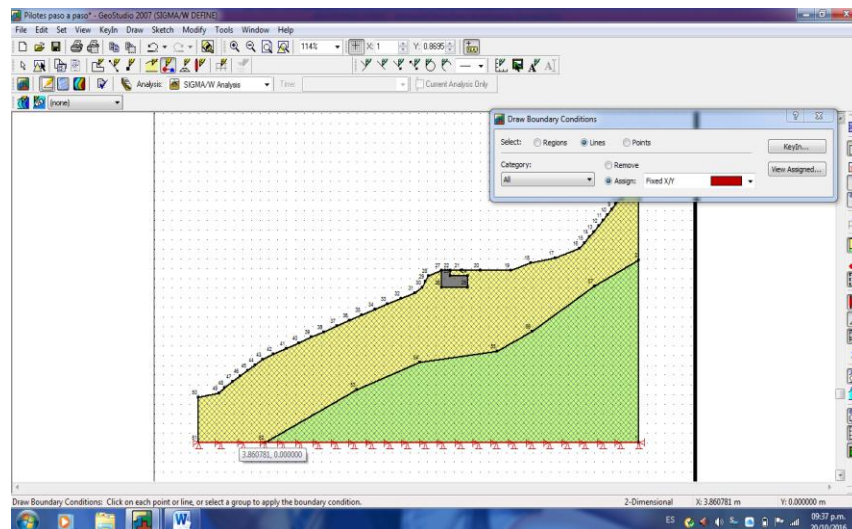 Pilotes paso a paso* - GeoStudio 2007 (SIGMA/W DEFINE)
File Edit Set View KeyIn Draw Sketch Modify Tools Window Help
114% X: 1 Y: 0.8695
Analysis: SIGMA/W Analysis Time: Current Analysis Only
(none)
Draw Boundary Conditions
Select: Regions Lines Points KeyIn...
Category: Remove View Assigned...
All Assign: Fixed X/Y
3.860781, 0.000000
Draw Boundary Conditions: Click on each point or line, or select a group to apply the boundary condition. 2-Dimensional X: 3.860781 m Y: 0.000000 m
ES 09:37 p.m.
20/10/2016